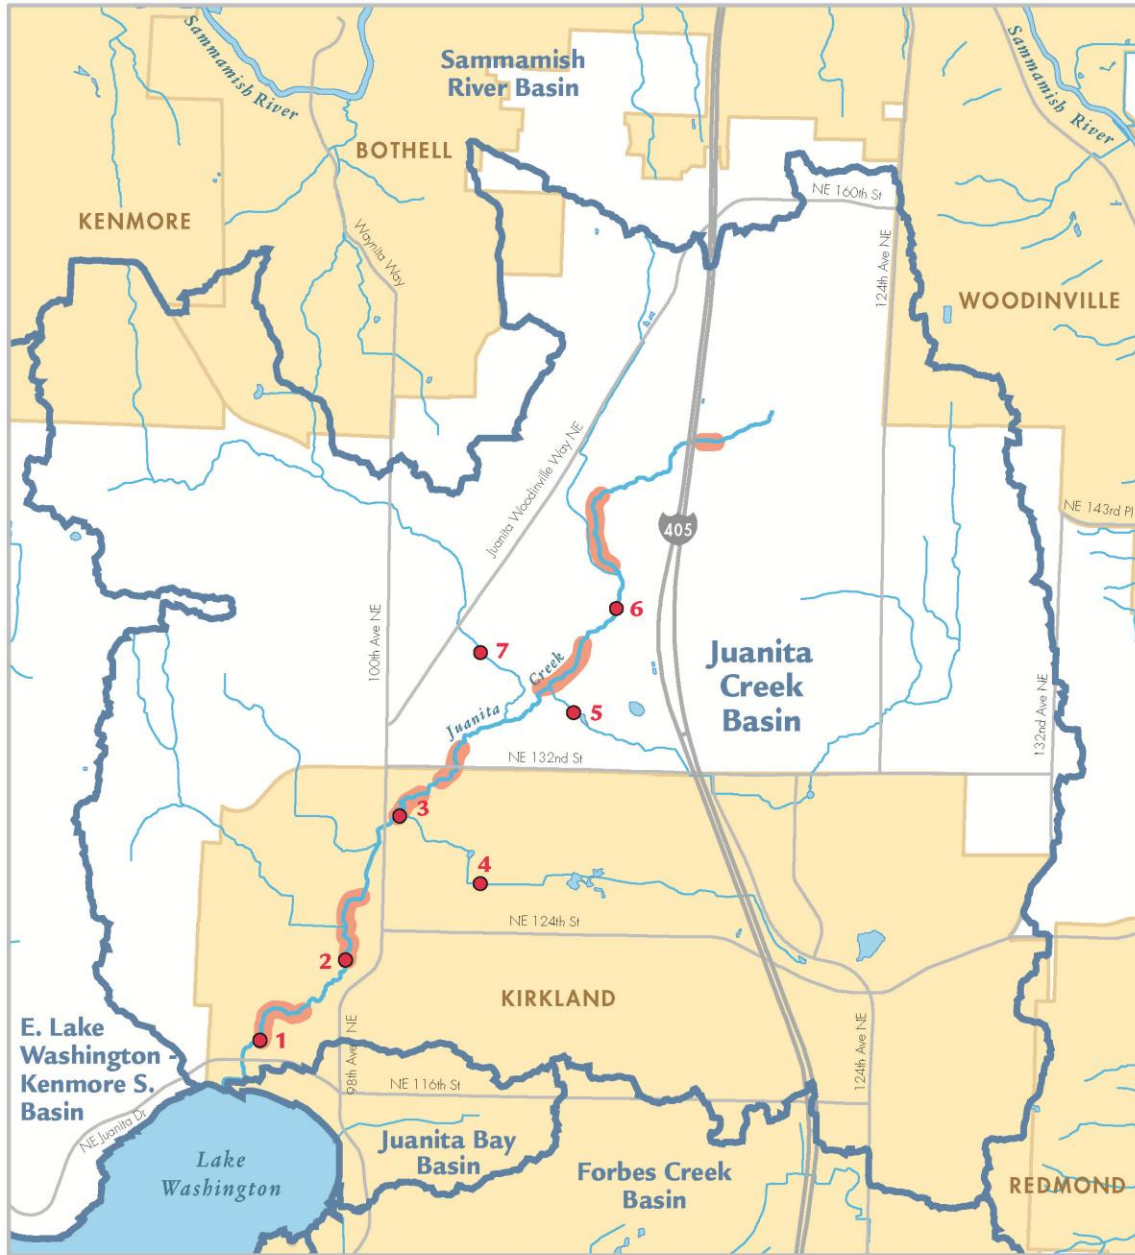 Sammamish River
Sammamish
River Basin
Sammamish River
BOTHELL
KENMORE
Waynita Way
NE 160th St
124th Ave NE
WOODINVILLE
Juanita Woodinville Way NE
NE 143rd Pl
405
100th Ave NE
6
7
Juanita
Creek
Basin
132nd Ave NE
5
Juanita Creek
NE 132nd St
3
4
NE 124th St
2
KIRKLAND
1
E. Lake
Washington -
Kenmore S.
Basin
98th Ave NE
124th Ave NE
NE 116th St
NE Juanita Dr
Juanita Bay
Basin
Lake
Washington
Forbes Creek
Basin
REDMOND